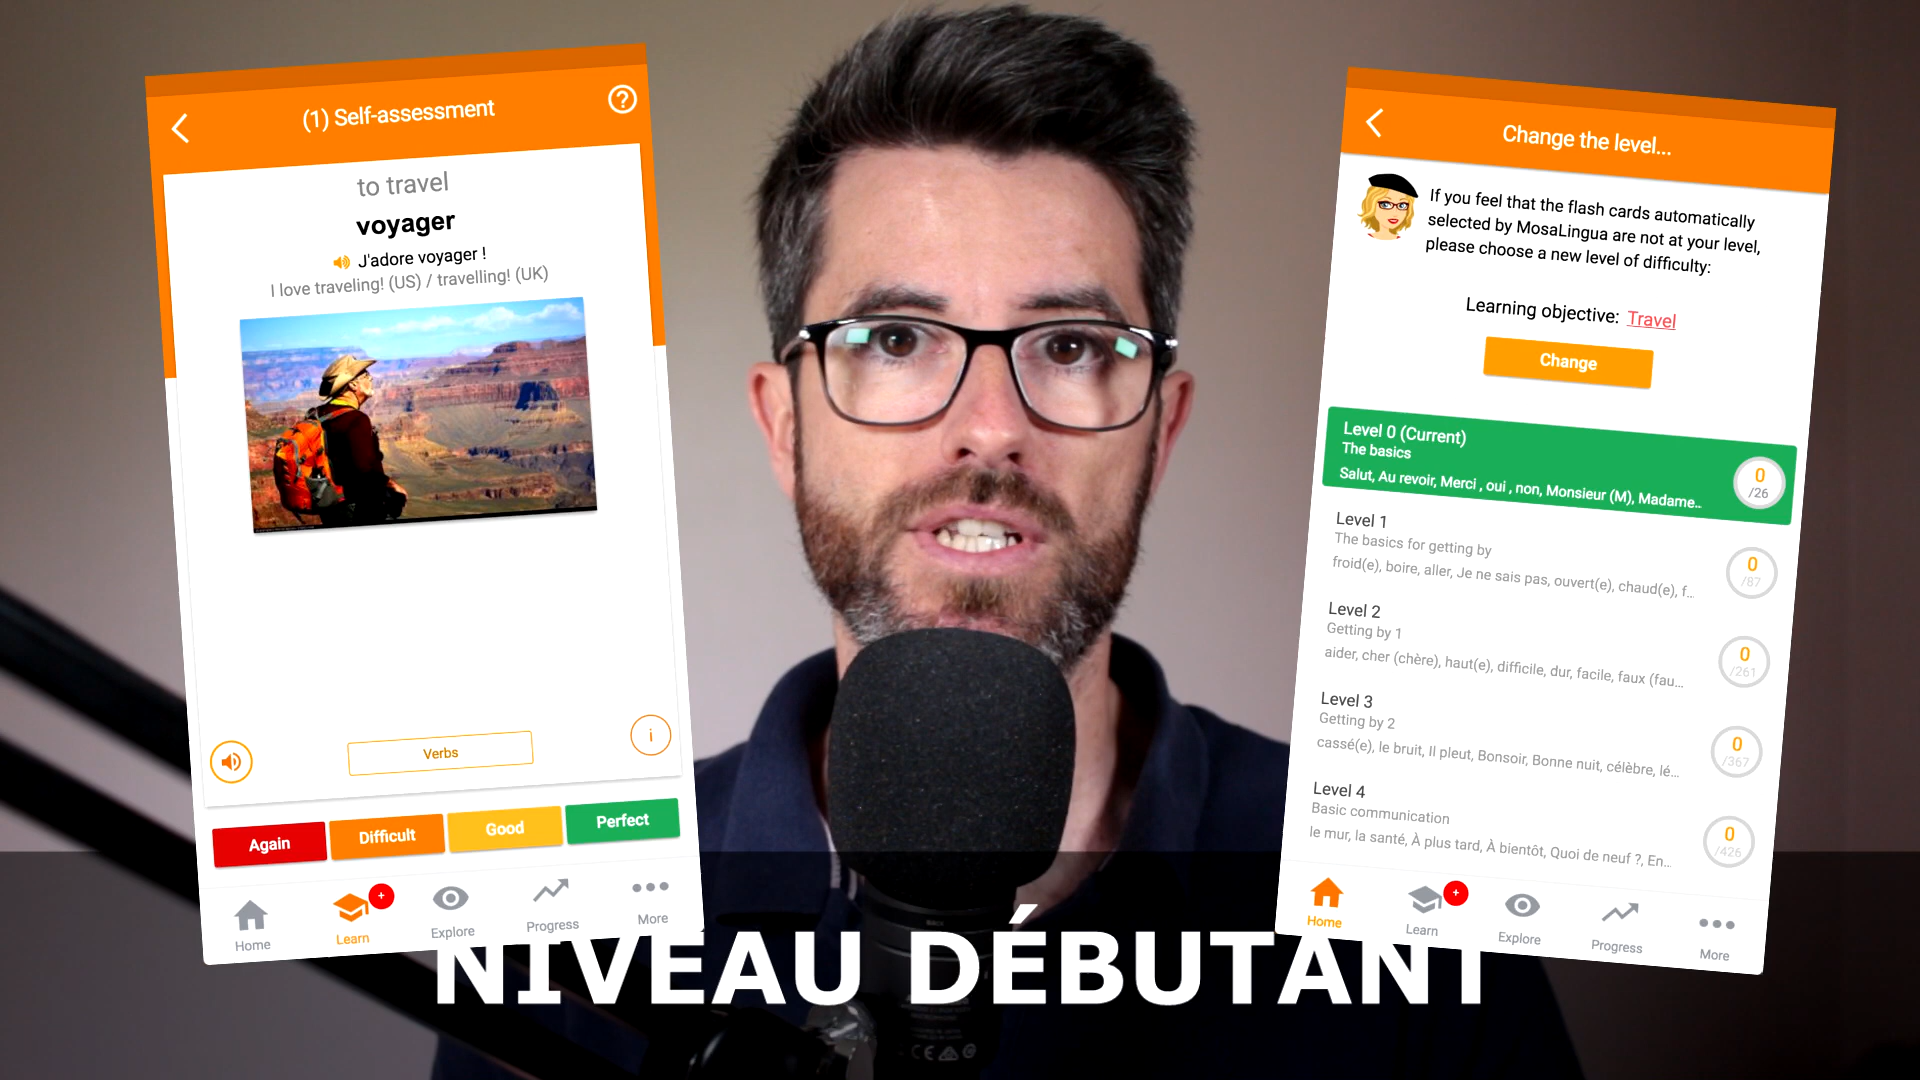 (1) Self-assessment
?
to travel
voyager
J'adore voyager !
I love traveling! (US) / travelling! (UK)
Verbs
i
Again
Difficult
Good
Perfect
Home
Learn
+
Explore
Progress
More
Change the level...
If you feel that the flash cards automatically
selected by MosaLingua are not at your level,
please choose a new level of difficulty:
Learning objective: Travel
Change
Level 0 (Current)
The basics
Salut, Au revoir, Merci , oui , non, Monsieur (M), Madame...
0
/26
Level 1
The basics for getting by
froid(e), boire, aller, Je ne sais pas, ouvert(e), chaud(e), f...
0
/87
Level 2
Getting by 1
aider, cher (chère), haut(e), difficile, dur, facile, faux (fau...
0
/261
Level 3
Getting by 2
cassé(e), le bruit, Il pleut, Bonsoir, Bonne nuit, célèbre, lé...
0
/367
Level 4
Basic communication
le mur, la santé, À plus tard, À bientôt, Quoi de neuf ?, En...
0
/426
Home
Learn
+
Explore
Progress
More
NIVEAU DÉBUTANT